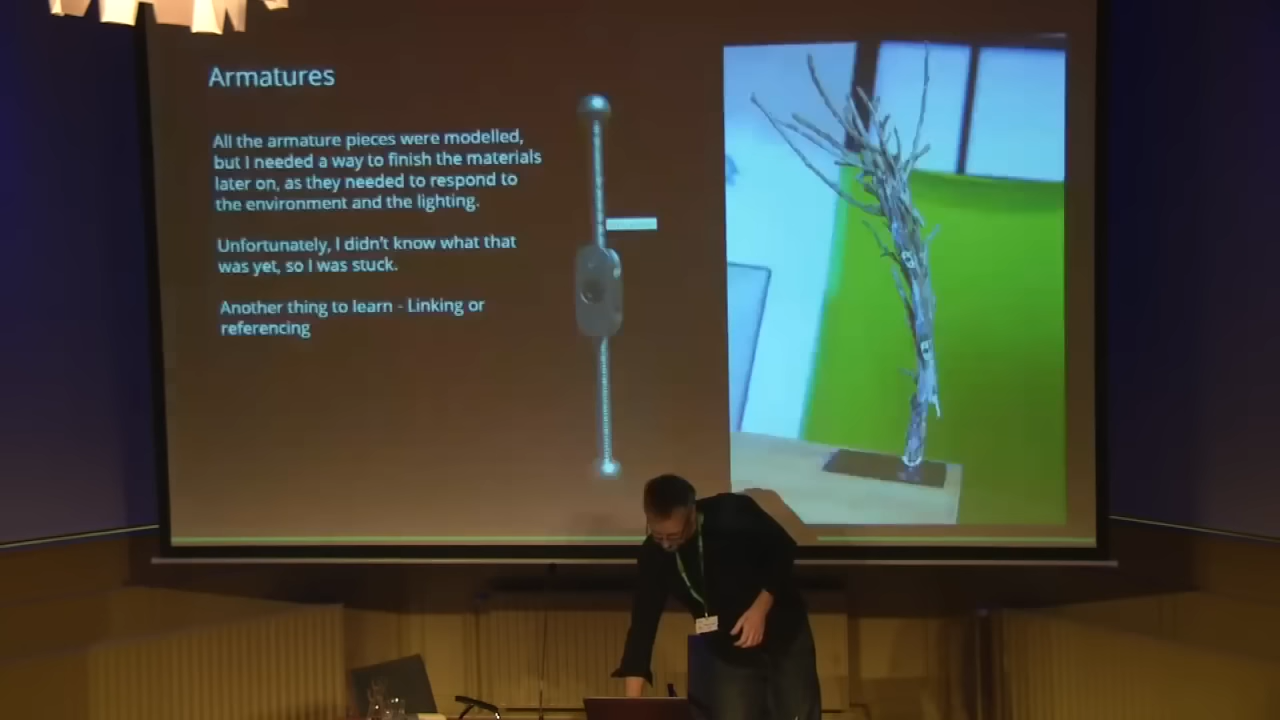 Armatures
All the armature pieces were modelled,
but I needed a way to finish the materials
later on, as they needed to respond to
the environment and the lighting.
Unfortunately, I didn't know what that
was yet, so I was stuck.
Another thing to learn - Linking or
referencing